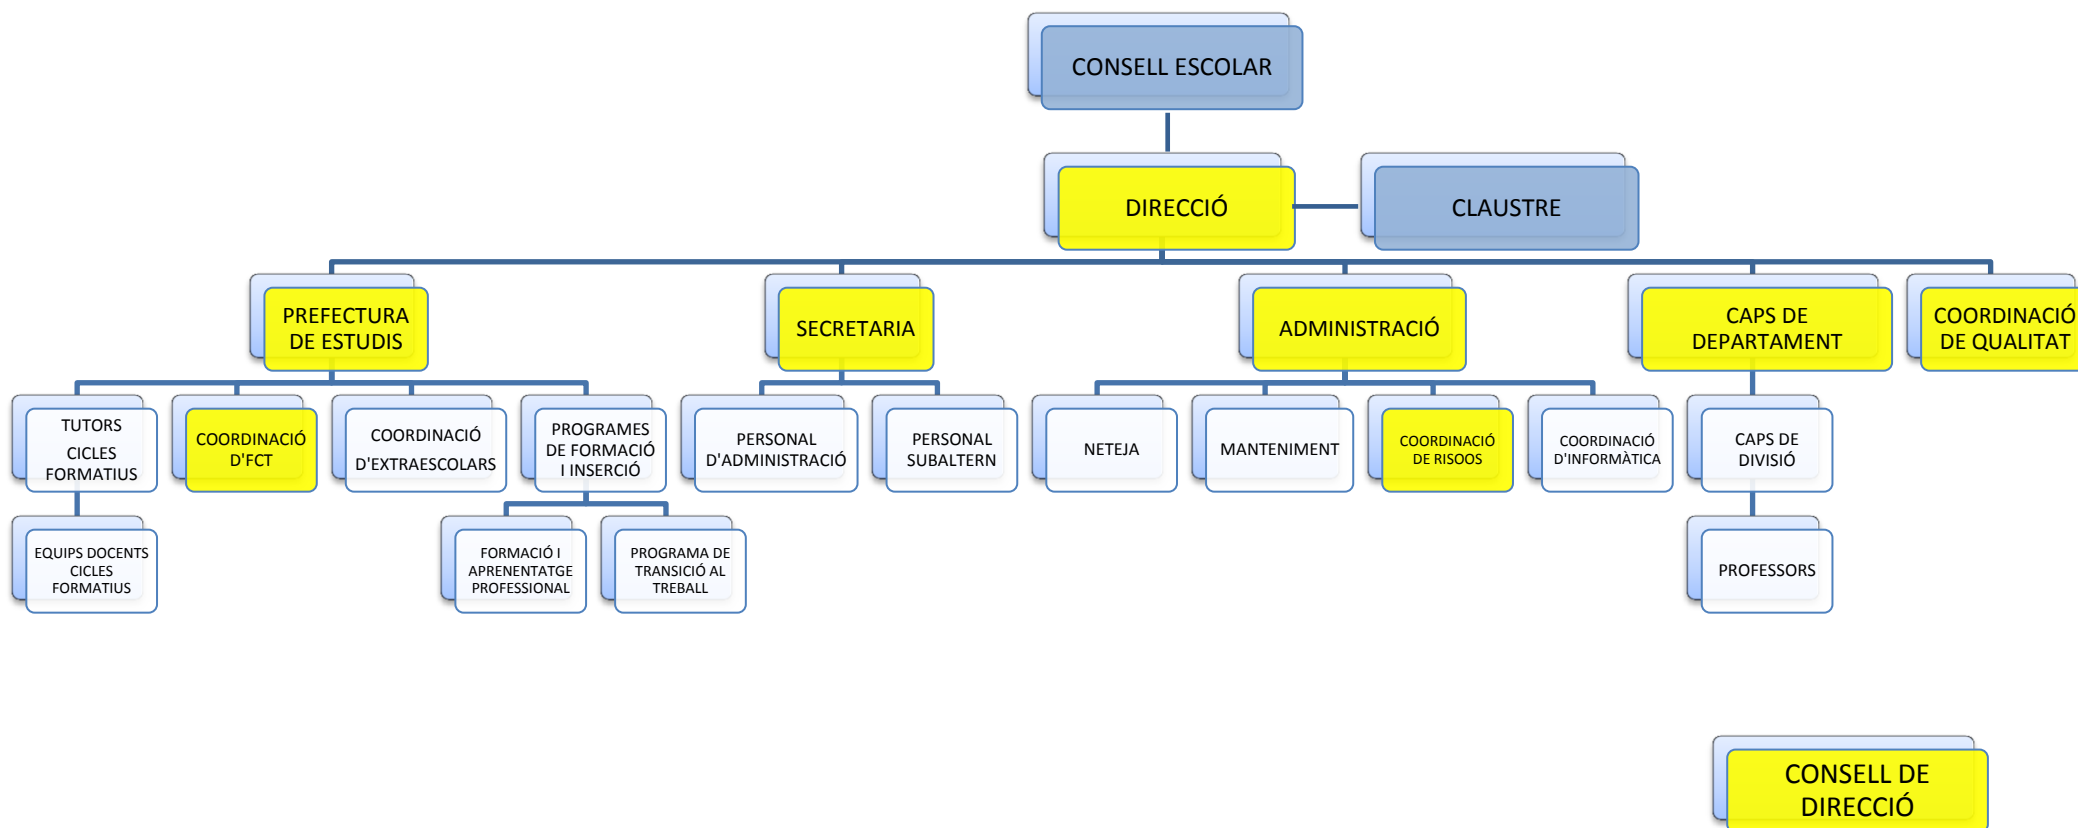 CONSELL ESCOLAR
DIRECCIÓ
CLAUSTRE
PREFECTURA
DE ESTUDIS
SECRETARIA
ADMINISTRACIÓ
CAPS DE
DEPARTAMENT
COORDINACIÓ
DE QUALITAT
TUTORS
CICLES
FORMATIUS
COORDINACIÓ
D'FCT
COORDINACIÓ
D'EXTRAESCOLARS
PROGRAMES
DE FORMACIÓ
I INSERCIÓ
PERSONAL
D'ADMINISTRACIÓ
PERSONAL
SUBALTERN
NETEJA
MANTENIMENT
COORDINACIÓ
DE RISOOS
COORDINACIÓ
D'INFORMÀTICA
CAPS DE
DIVISIÓ
EQUIPS DOCENTS
CICLES
FORMATIUS
FORMACIÓ I
APRENENTATGE
PROFESSIONAL
PROGRAMA DE
TRANSICIÓ AL
TREBALL
PROFESSORS
CONSELL DE
DIRECCIÓ